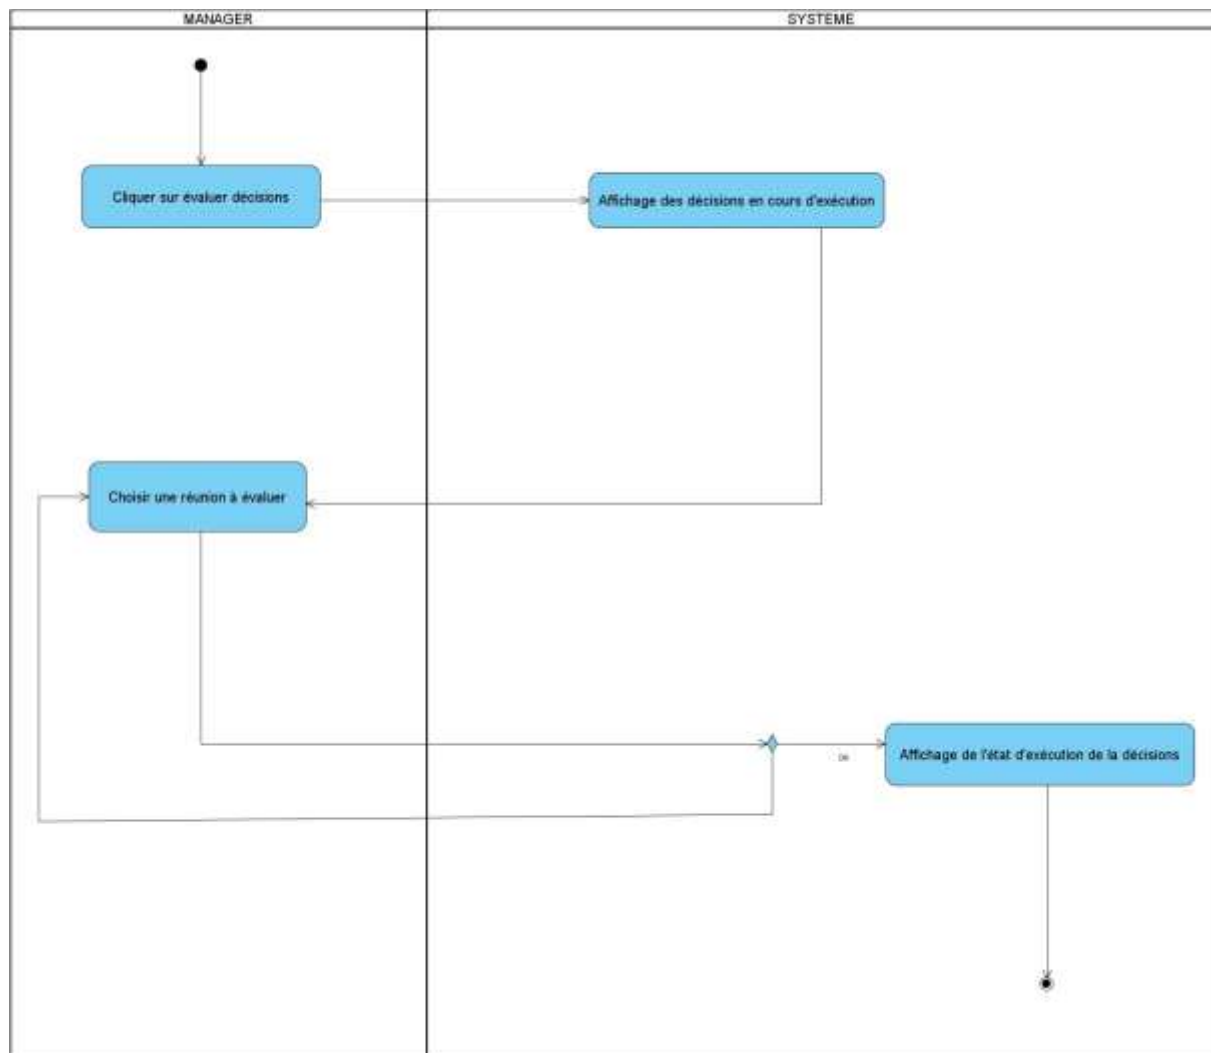 MANAGER
SYSTEME
Cliquer sur évaluer décisions
Affichage des décisions en cours d'exécution
Choisir une réunion à évaluer
Affichage de l'état d'exécution de la décisions